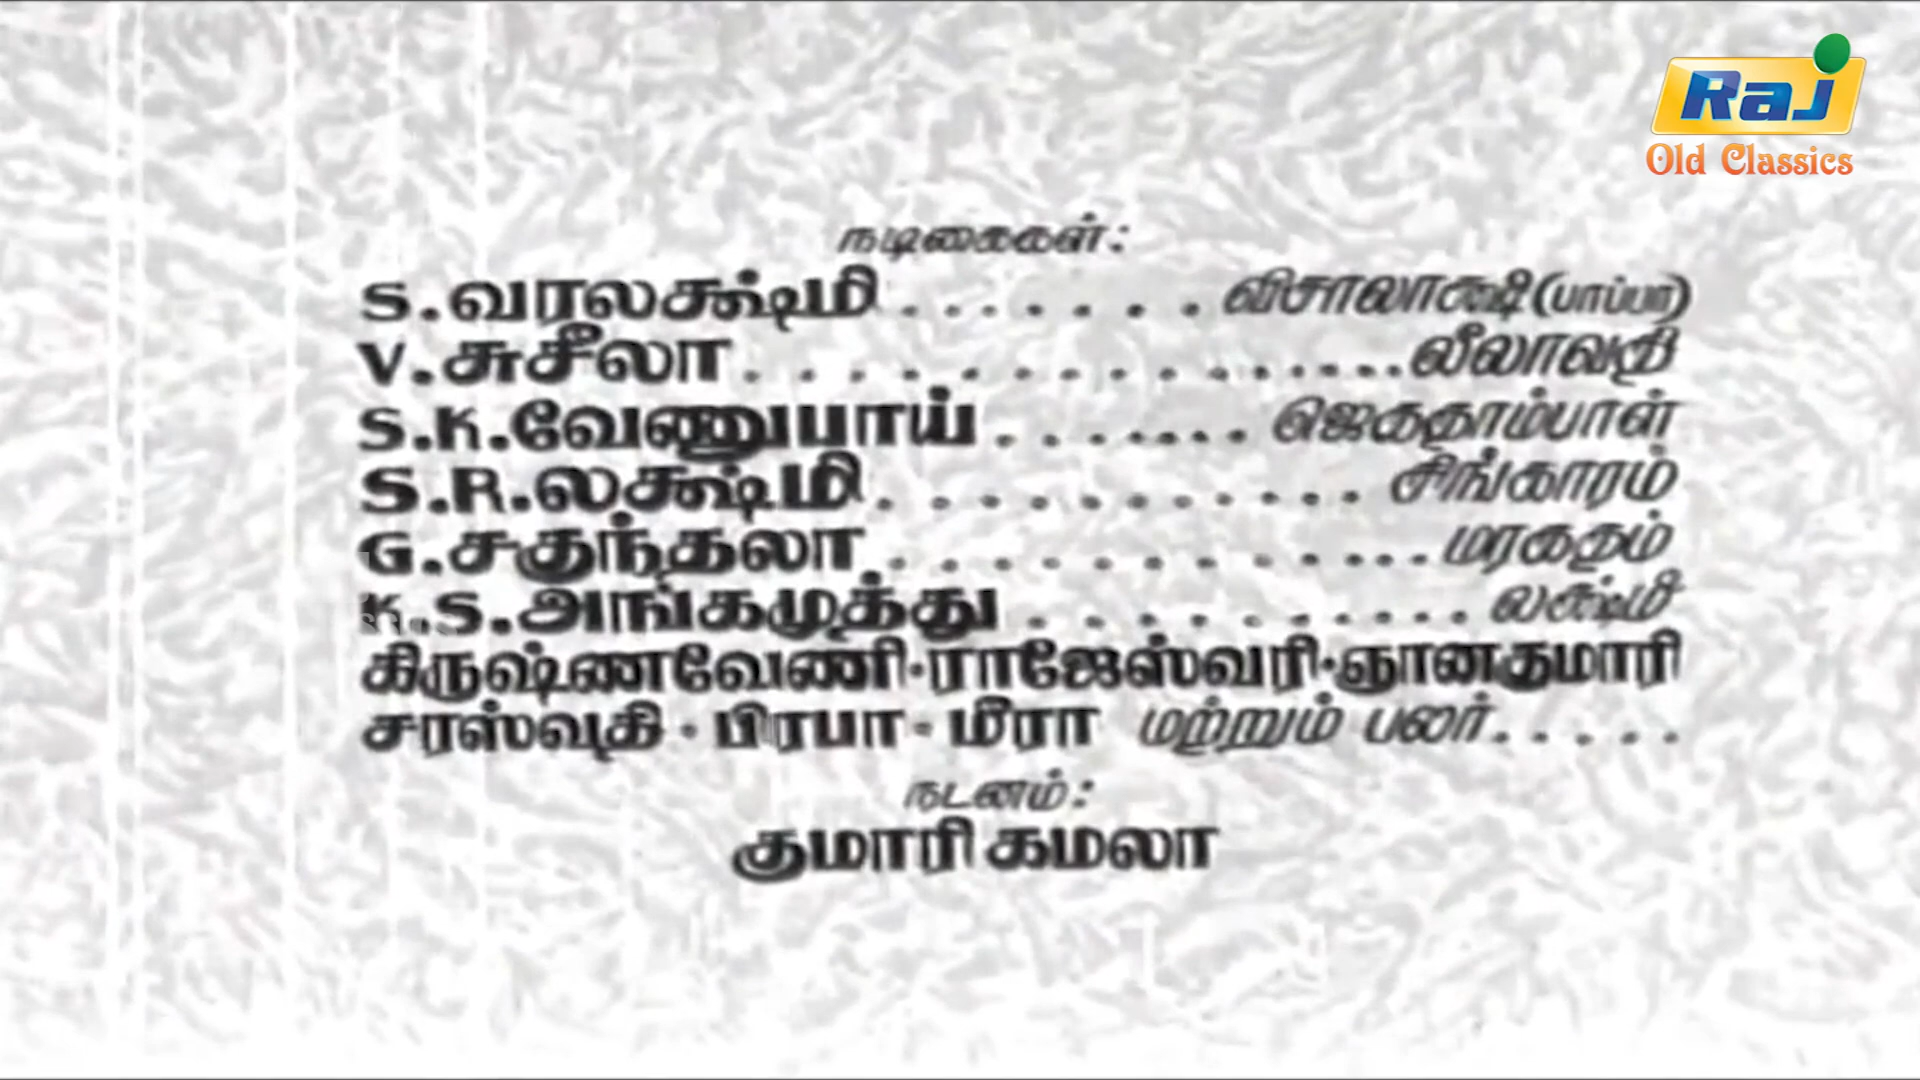 Raj
Old Classics
நடிகைகள்:
S.வரலக்ஷ்மி . . . . . . . விசாலாக்ஷி (பாப்பா)
V.சுசீலா . . . . . . . . . . . . . . . . லீலாவதி
S.K.வேணுபாய் . . . . . . . . ஜெகதாம்பாள்
S.R.லக்ஷ்மி . . . . . . . . . . . . சிங்காரம்
G.சகுந்தலா . . . . . . . . . . . . . . மரகதம்
K.S.அங்கமுத்து . . . . . . . . . . லக்ஷ்மீ
கிருஷ்ணவேணி·ராஜேஸ்வரி·ஞானகுமாரி
சரஸ்வதி · பிரபா · மீரா மற்றும் பலர் . . . . .
நடனம்:
குமாரி கமலா